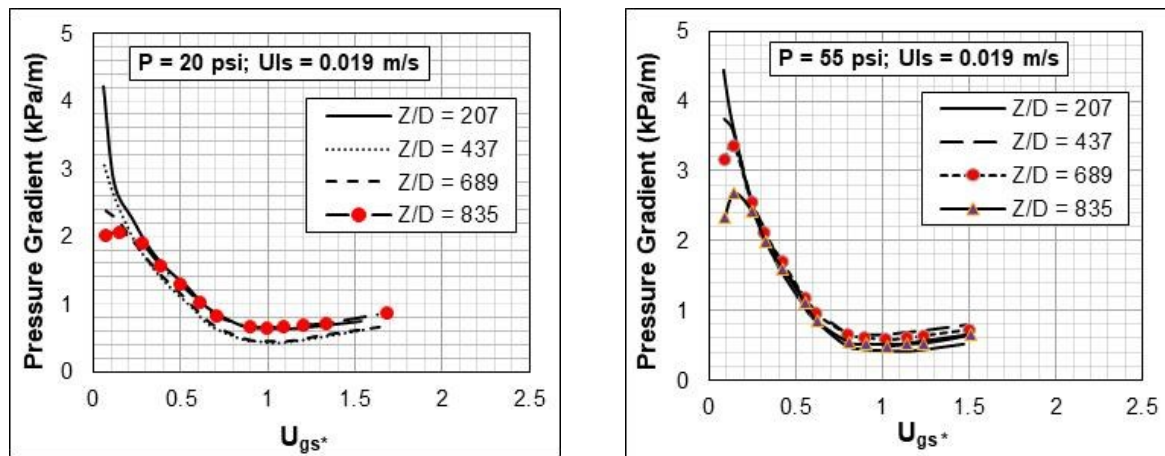 P = 20 psi; Uls = 0.019 m/s
Pressure Gradient (kPa/m)
5
4
3
2
1
0
Z/D = 207
Z/D = 437
Z/D = 689
Z/D = 835
0 0.5 1 1.5 2 2.5
Ugs*
P = 55 psi; Uls = 0.019 m/s
Pressure Gradient (kPa/m)
5
4
3
2
1
0
Z/D = 207
Z/D = 437
Z/D = 689
Z/D = 835
0 0.5 1 1.5 2 2.5
Ugs*